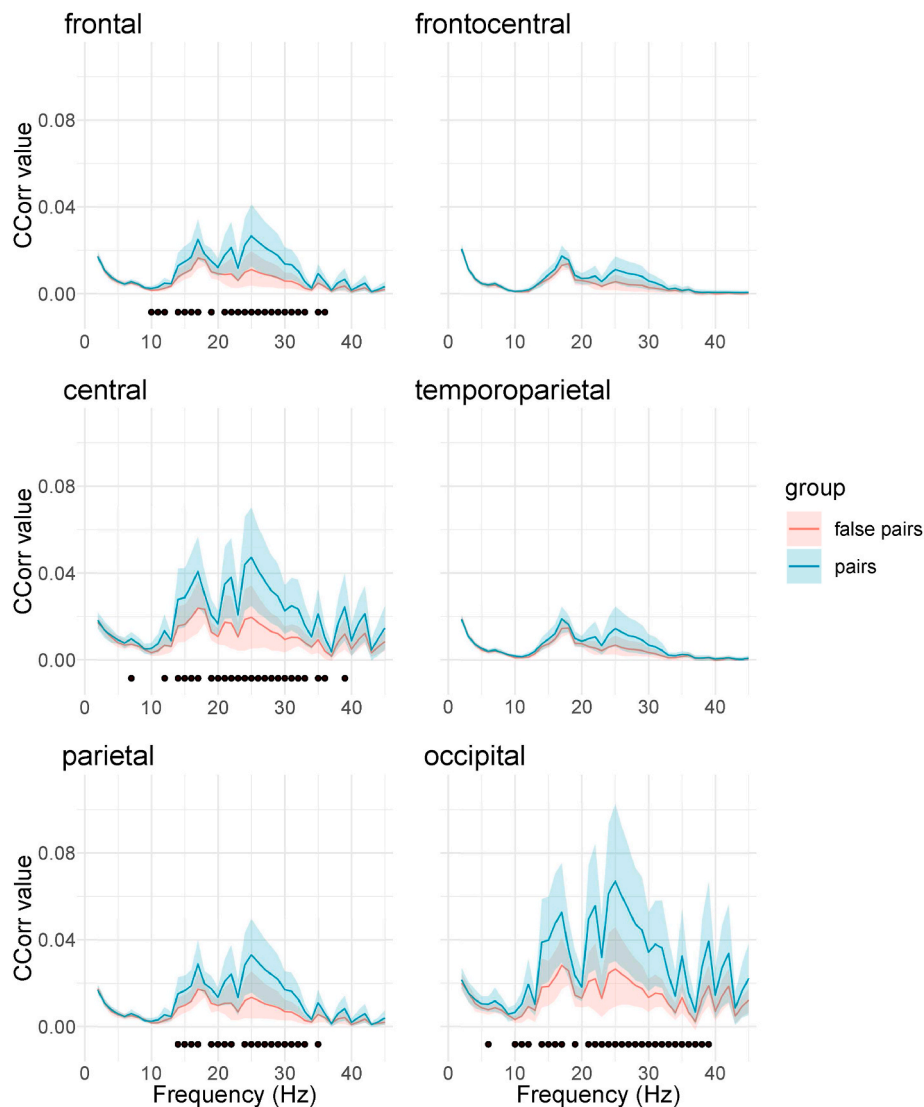 frontal
frontocentral
CCorr value
0.08
0.04
0.00
0 10 20 30 40
0 10 20 30 40
central
temporoparietal
CCorr value
0.08
0.04
0.00
0 10 20 30 40
0 10 20 30 40
group
false pairs
pairs
parietal
occipital
CCorr value
0.08
0.04
0.00
0 10 20 30 40
0 10 20 30 40
Frequency (Hz)
Frequency (Hz)